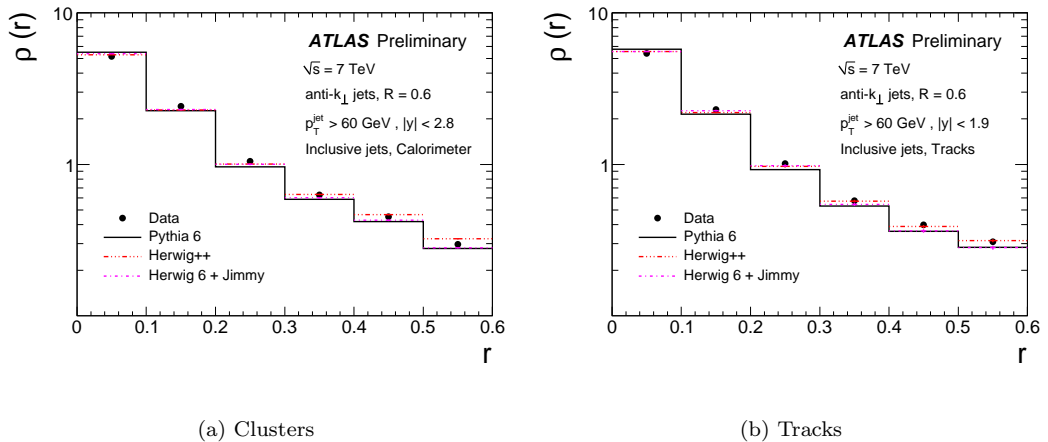 ρ (r)
10
1
ATLAS Preliminary
√s = 7 TeV
anti-k⊥ jets, R = 0.6
p_T^jet > 60 GeV , |y| < 2.8
Inclusive jets, Calorimeter
Data
Pythia 6
Herwig++
Herwig 6 + Jimmy
0 0.1 0.2 0.3 0.4 0.5 0.6
r
(a) Clusters
ρ (r)
10
1
ATLAS Preliminary
√s = 7 TeV
anti-k⊥ jets, R = 0.6
p_T^jet > 60 GeV , |y| < 1.9
Inclusive jets, Tracks
Data
Pythia 6
Herwig++
Herwig 6 + Jimmy
0 0.1 0.2 0.3 0.4 0.5 0.6
r
(b) Tracks